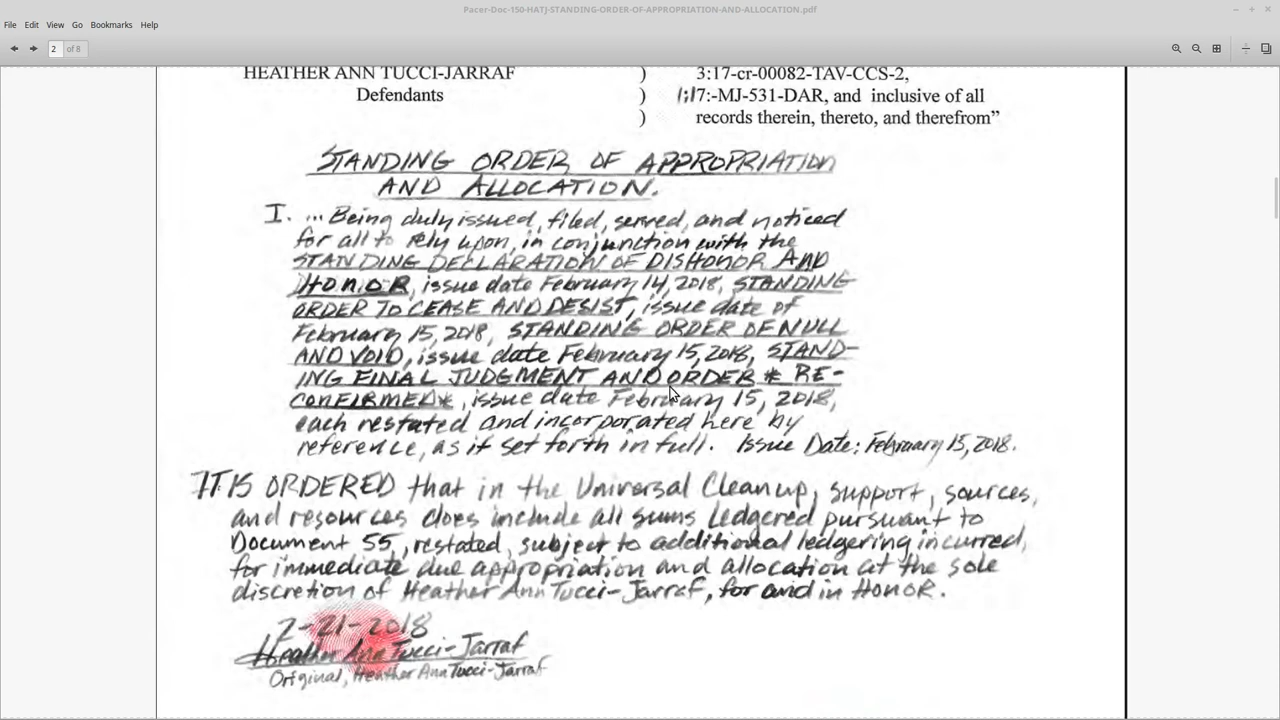 Pacer-Doc-150-HATJ-STANDING-ORDER-OF-APPROPRIATION-AND-ALLOCATION.pdf
File Edit View Go Bookmarks Help
2 of 8
HEATHER ANN TUCCI-JARRAF ) 3:17-cr-00082-TAV-CCS-2,
Defendants ) 1:17:-MJ-531-DAR, and inclusive of all
) records therein, thereto, and therefrom”
STANDING ORDER OF APPROPRIATION
AND ALLOCATION.
I. ... Being duly issued, filed, served, and noticed
for all to rely upon, in conjunction with the
STANDING DECLARATION OF DISHONOR AND
HONOR, issue date February 14, 2018, STANDING
ORDER TO CEASE AND DESIST, issue date of
February 15, 2018, STANDING ORDER OF NULL
AND VOID, issue date February 15, 2018, STAND-
ING FINAL JUDGMENT AND ORDER * RE-
CONFIRMED*, issue date February 15, 2018,
each restated and incorporated here by
reference, as if set forth in full. Issue Date: February 15, 2018.
IT IS ORDERED that in the Universal Clean up, support, sources,
and resources does include all sums Ledgered pursuant to
Document 55, restated, subject to additional ledgering incurred,
for immediate due appropriation and allocation at the sole
discretion of Heather Ann Tucci-Jarraf, for and in HONOR.
2-21-2018
Heather Ann Tucci-Jarraf
Original, Heather Ann Tucci-Jarraf